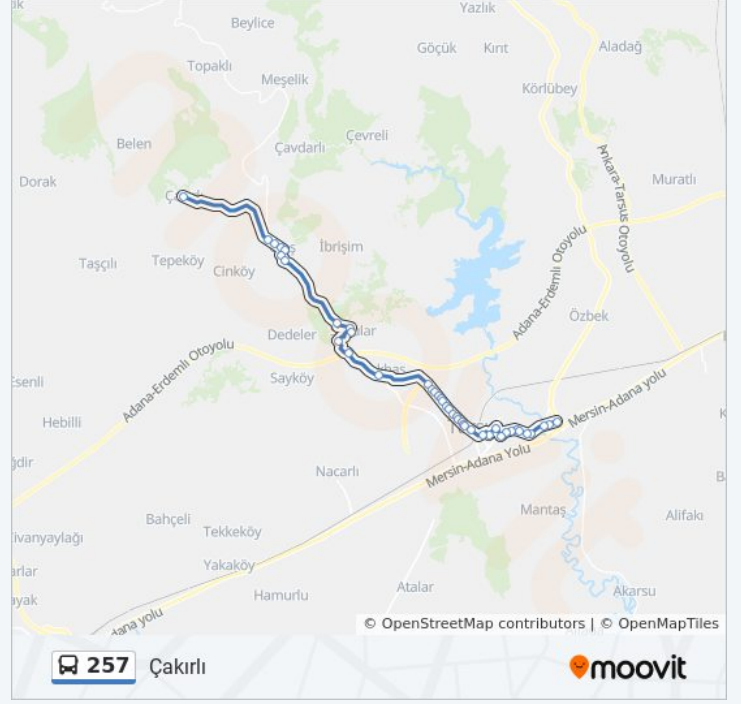 Yazlık
Beylice
Göçük
Kırıt
Aladağ
Topaklı
Meşelik
Körlübey
Belen
Çavdarlı
Çevreli
Ankara-Tarsus Otoyolu
Dorak
Muratlı
İbrişim
Taşçılı
Tepeköy
Cinköy
Adana-Erdemli Otoyolu
Özbek
Dedeler
Adana-Erdemli Otoyolu
Sayköy
Mersin-Adana yolu
Hebilli
Mersin-Adana Yolu
Nacarlı
Mantaş
Bahçeli
Tekkeköy
Alifakı
Yakaköy
Hamurlu
Atalar
Akarsu
© OpenStreetMap contributors | © OpenMapTiles
257 Çakırlı
moovit